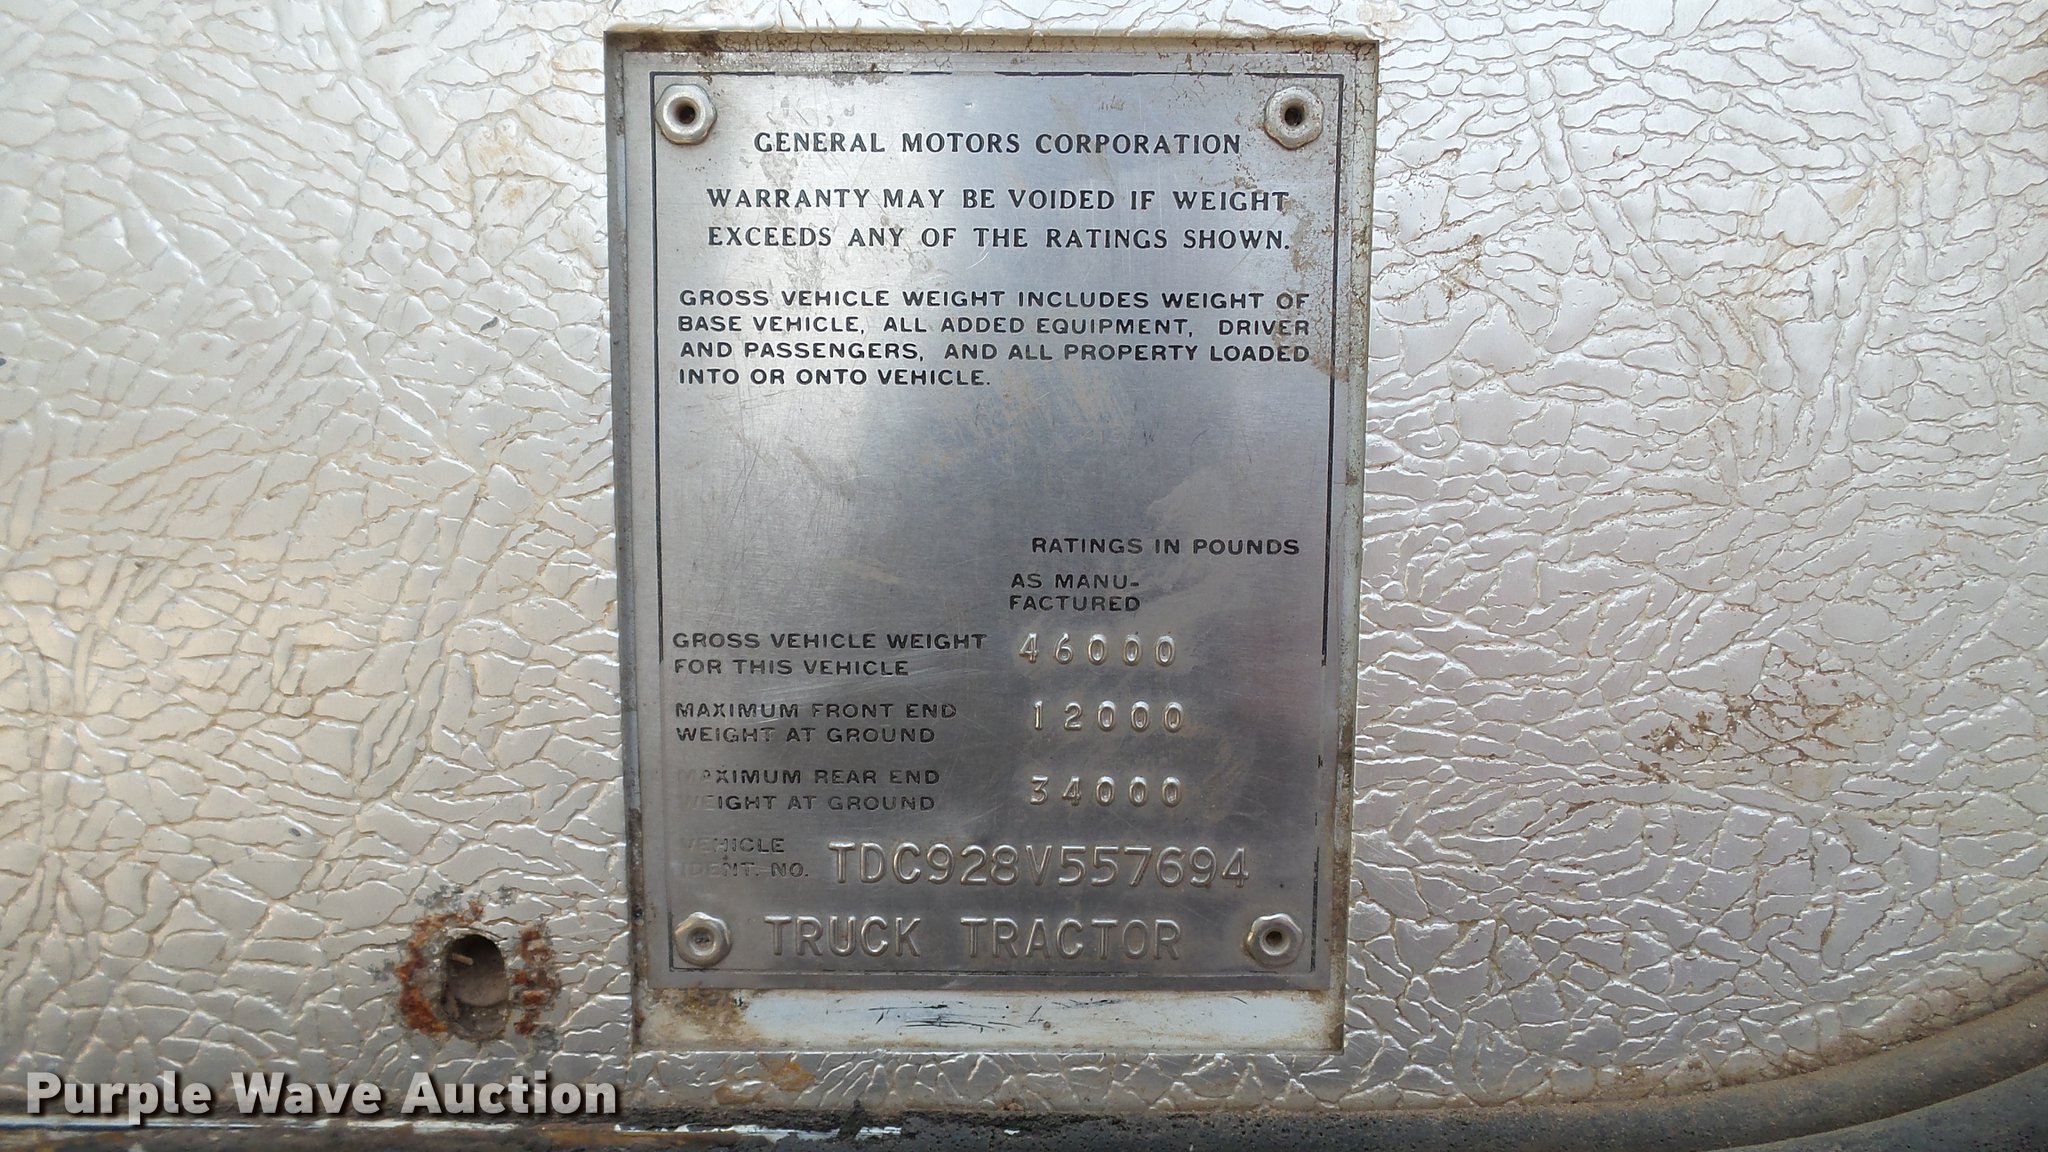 GENERAL MOTORS CORPORATION
WARRANTY MAY BE VOIDED IF WEIGHT
EXCEEDS ANY OF THE RATINGS SHOWN.
GROSS VEHICLE WEIGHT INCLUDES WEIGHT OF
BASE VEHICLE, ALL ADDED EQUIPMENT, DRIVER
AND PASSENGERS, AND ALL PROPERTY LOADED
INTO OR ONTO VEHICLE.
RATINGS IN POUNDS
AS MANU-
FACTURED
GROSS VEHICLE WEIGHT
FOR THIS VEHICLE 46000
MAXIMUM FRONT END
WEIGHT AT GROUND 12000
MAXIMUM REAR END
WEIGHT AT GROUND 34000
VEHICLE
IDENT. NO. TDC928V557694
TRUCK TRACTOR
Purple Wave Auction